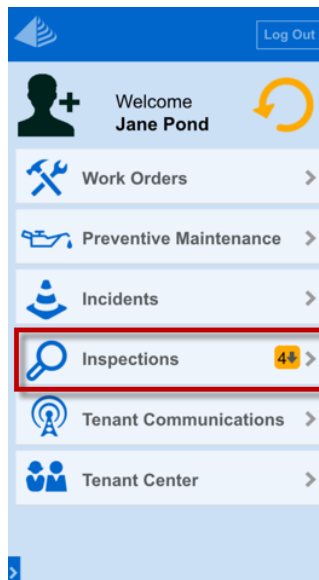 Log Out
Welcome
Jane Pond
Work Orders
Preventive Maintenance
Incidents
Inspections
4
Tenant Communications
Tenant Center